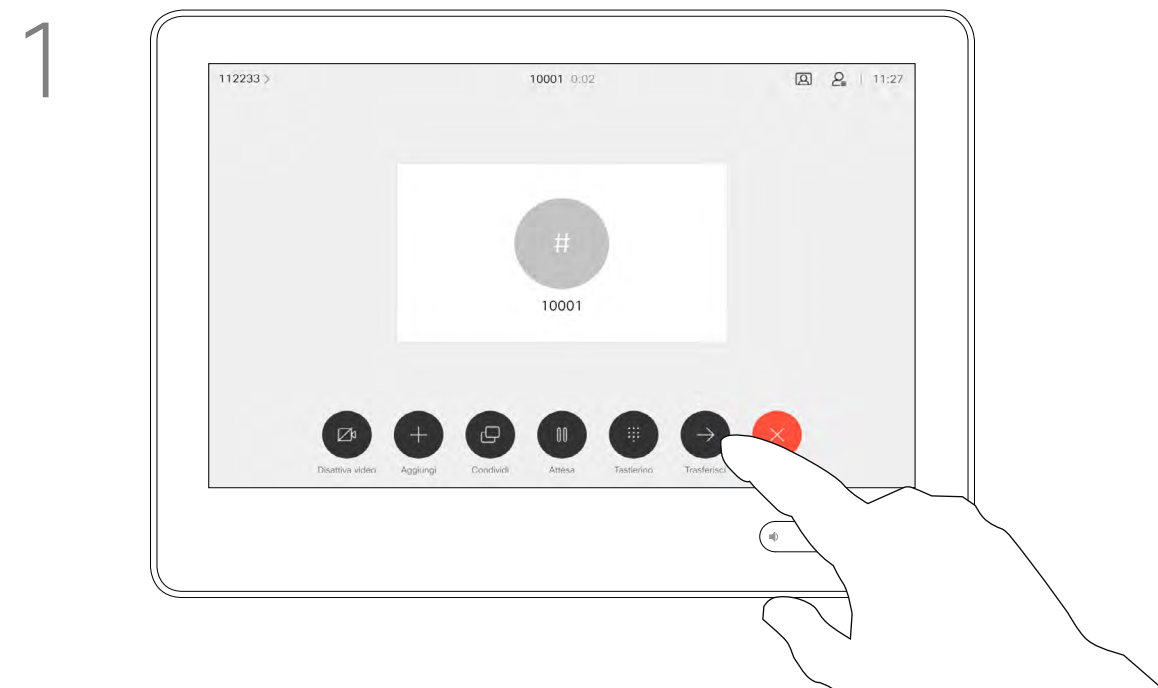 1
112233 >
10001 0:02
11:27
#
10001
Disattiva video
Aggiungi
Condividi
Attesa
Tastierino
Trasferisci